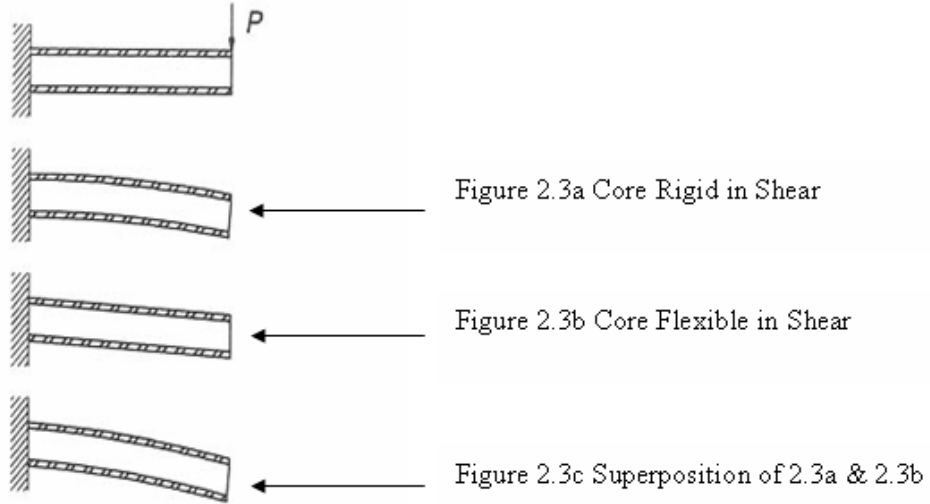 P
Figure 2.3a Core Rigid in Shear
Figure 2.3b Core Flexible in Shear
Figure 2.3c Superposition of 2.3a & 2.3b